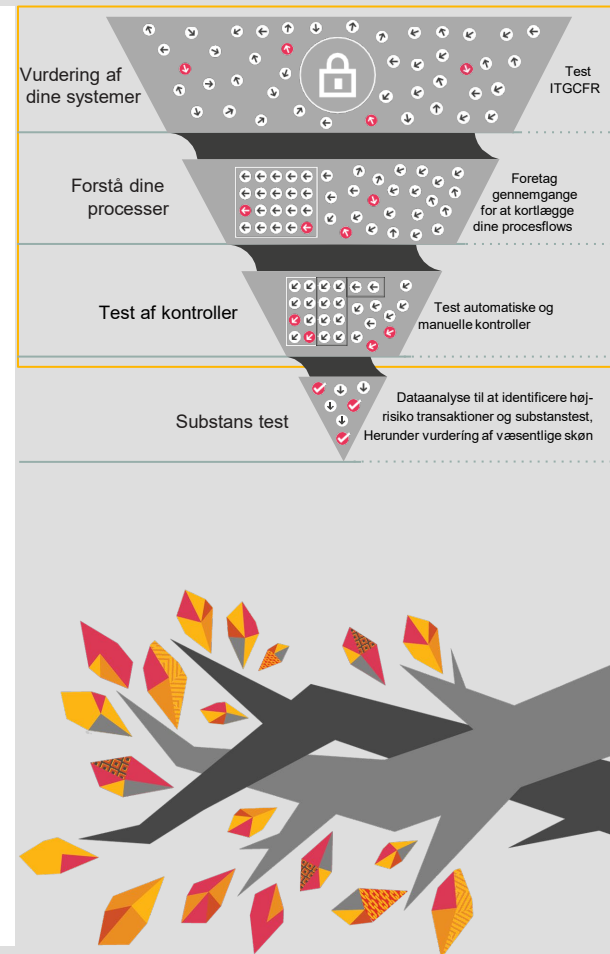 Vurdering af
dine systemer
Test
ITGCFR
Forstå dine
processer
Foretag
gennemgange
for at kortlægge
dine procesflows
Test af kontroller
Test automatiske og
manuelle kontroller
Substans test
Dataanalyse til at identificere høj-
risiko transaktioner og substanstest,
Herunder vurdering af væsentlige skøn